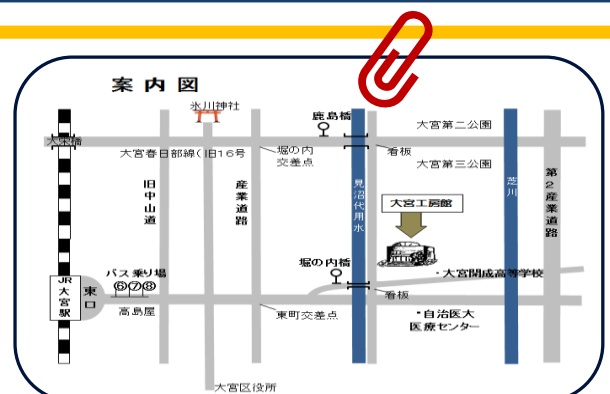 案内図
氷川神社
鹿島橋
大宮第二公園
大栄橋
大宮春日部線(旧16号
堀の内
交差点
看板
大宮第三公園
旧中山道
産業道路
見沼代用水
芝川
第2産業道路
大宮工房館
堀の内橋
バス乗り場
⑥⑦⑧
・大宮開成高等学校
JR大宮駅
東口
高島屋
東町交差点
看板
・自治医大
医療センター
大宮区役所